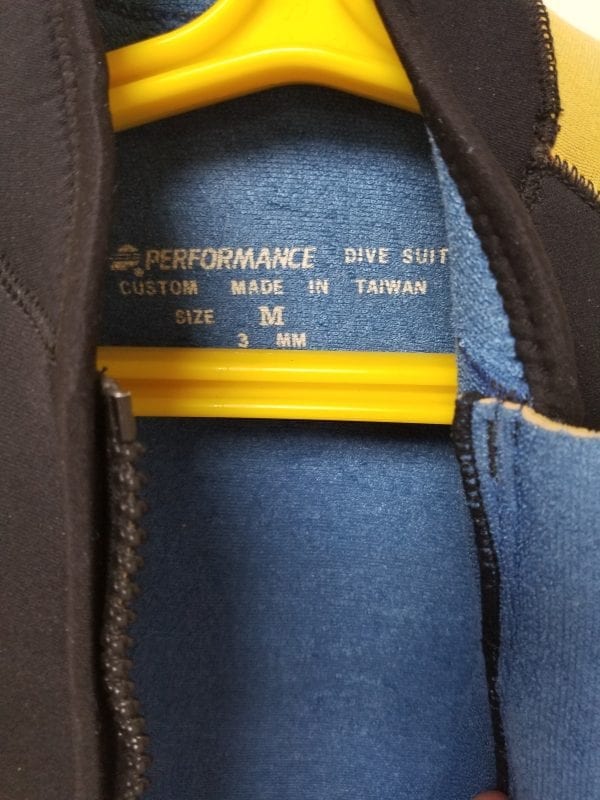 PERFORMANCE DIVE SUIT
CUSTOM MADE IN TAIWAN
SIZE M
3 MM